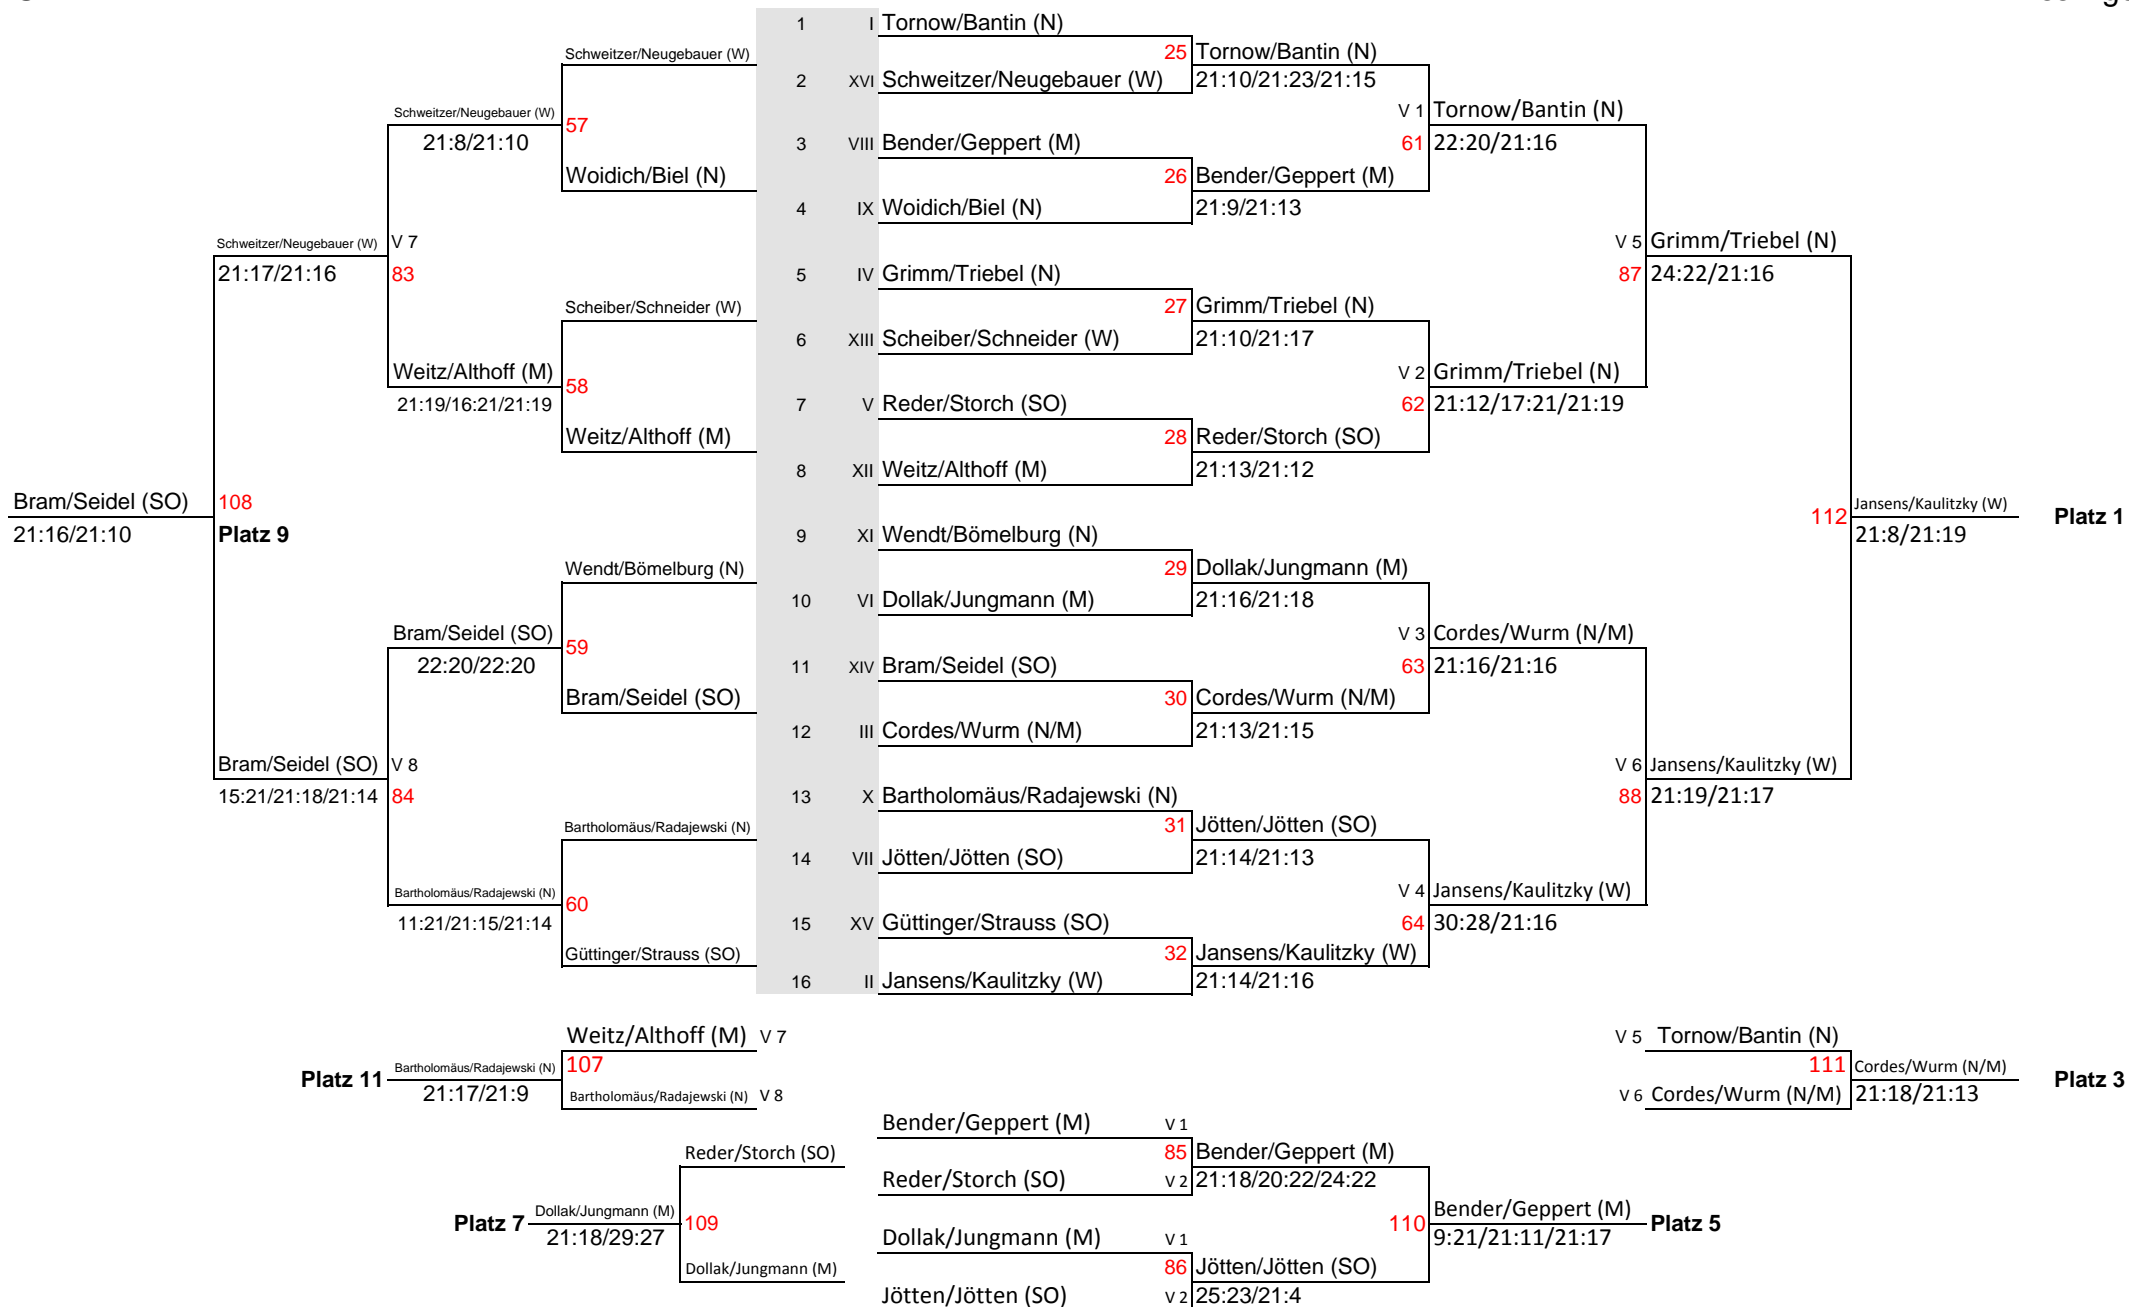 1 I Tornow/Bantin (N)
Schweitzer/Neugebauer (W) 25 Tornow/Bantin (N)
2 XVI Schweitzer/Neugebauer (W) 21:10/21:23/21:15
Schweitzer/Neugebauer (W) 57 V 1 Tornow/Bantin (N)
21:8/21:10 3 VIII Bender/Geppert (M) 61 22:20/21:16
Woidich/Biel (N) 26 Bender/Geppert (M)
4 IX Woidich/Biel (N) 21:9/21:13
Schweitzer/Neugebauer (W) V 7 V 5 Grimm/Triebel (N)
21:17/21:16 83 5 IV Grimm/Triebel (N) 87 24:22/21:16
Scheiber/Schneider (W) 27 Grimm/Triebel (N)
6 XIII Scheiber/Schneider (W) 21:10/21:17
Weitz/Althoff (M) 58 V 2 Grimm/Triebel (N)
21:19/16:21/21:19 7 V Reder/Storch (SO) 62 21:12/17:21/21:19
Weitz/Althoff (M) 28 Reder/Storch (SO)
8 XII Weitz/Althoff (M) 21:13/21:12
Bram/Seidel (SO) 108 112 Jansens/Kaulitzky (W) Platz 1
21:16/21:10 Platz 9 9 XI Wendt/Bömelburg (N) 21:8/21:19
Wendt/Bömelburg (N) 29 Dollak/Jungmann (M)
10 VI Dollak/Jungmann (M) 21:16/21:18
Bram/Seidel (SO) 59 V 3 Cordes/Wurm (N/M)
22:20/22:20 11 XIV Bram/Seidel (SO) 63 21:16/21:16
Bram/Seidel (SO) 30 Cordes/Wurm (N/M)
12 III Cordes/Wurm (N/M) 21:13/21:15
Bram/Seidel (SO) V 8 V 6 Jansens/Kaulitzky (W)
15:21/21:18/21:14 84 13 X Bartholomäus/Radajewski (N) 88 21:19/21:17
Bartholomäus/Radajewski (N) 31 Jötten/Jötten (SO)
14 VII Jötten/Jötten (SO) 21:14/21:13
Bartholomäus/Radajewski (N) 60 V 4 Jansens/Kaulitzky (W)
11:21/21:15/21:14 15 XV Güttinger/Strauss (SO) 64 30:28/21:16
Güttinger/Strauss (SO) 32 Jansens/Kaulitzky (W)
16 II Jansens/Kaulitzky (W) 21:14/21:16
Weitz/Althoff (M) V 7 V 5 Tornow/Bantin (N)
Platz 11 Bartholomäus/Radajewski (N) 107 111 Cordes/Wurm (N/M) Platz 3
21:17/21:9 Bartholomäus/Radajewski (N) V 8 V 6 Cordes/Wurm (N/M) 21:18/21:13
Bender/Geppert (M) V 1
Reder/Storch (SO) 85 Bender/Geppert (M)
Reder/Storch (SO) V 2 21:18/20:22/24:22
Platz 7 Dollak/Jungmann (M) 109 110 Bender/Geppert (M) Platz 5
21:18/29:27 Dollak/Jungmann (M) V 1 9:21/21:11/21:17
Dollak/Jungmann (M) 86 Jötten/Jötten (SO)
Jötten/Jötten (SO) V 2 25:23/21:4